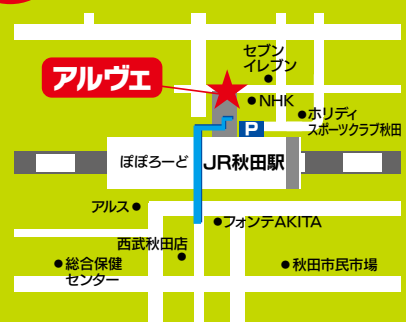 セブン
イレブン
アルヴェ
NHK
ホリディ
スポーツクラブ秋田
P
ぽぽろーど
JR秋田駅
アルス
フォンテAKITA
西武秋田店
総合保健
センター
秋田市民市場